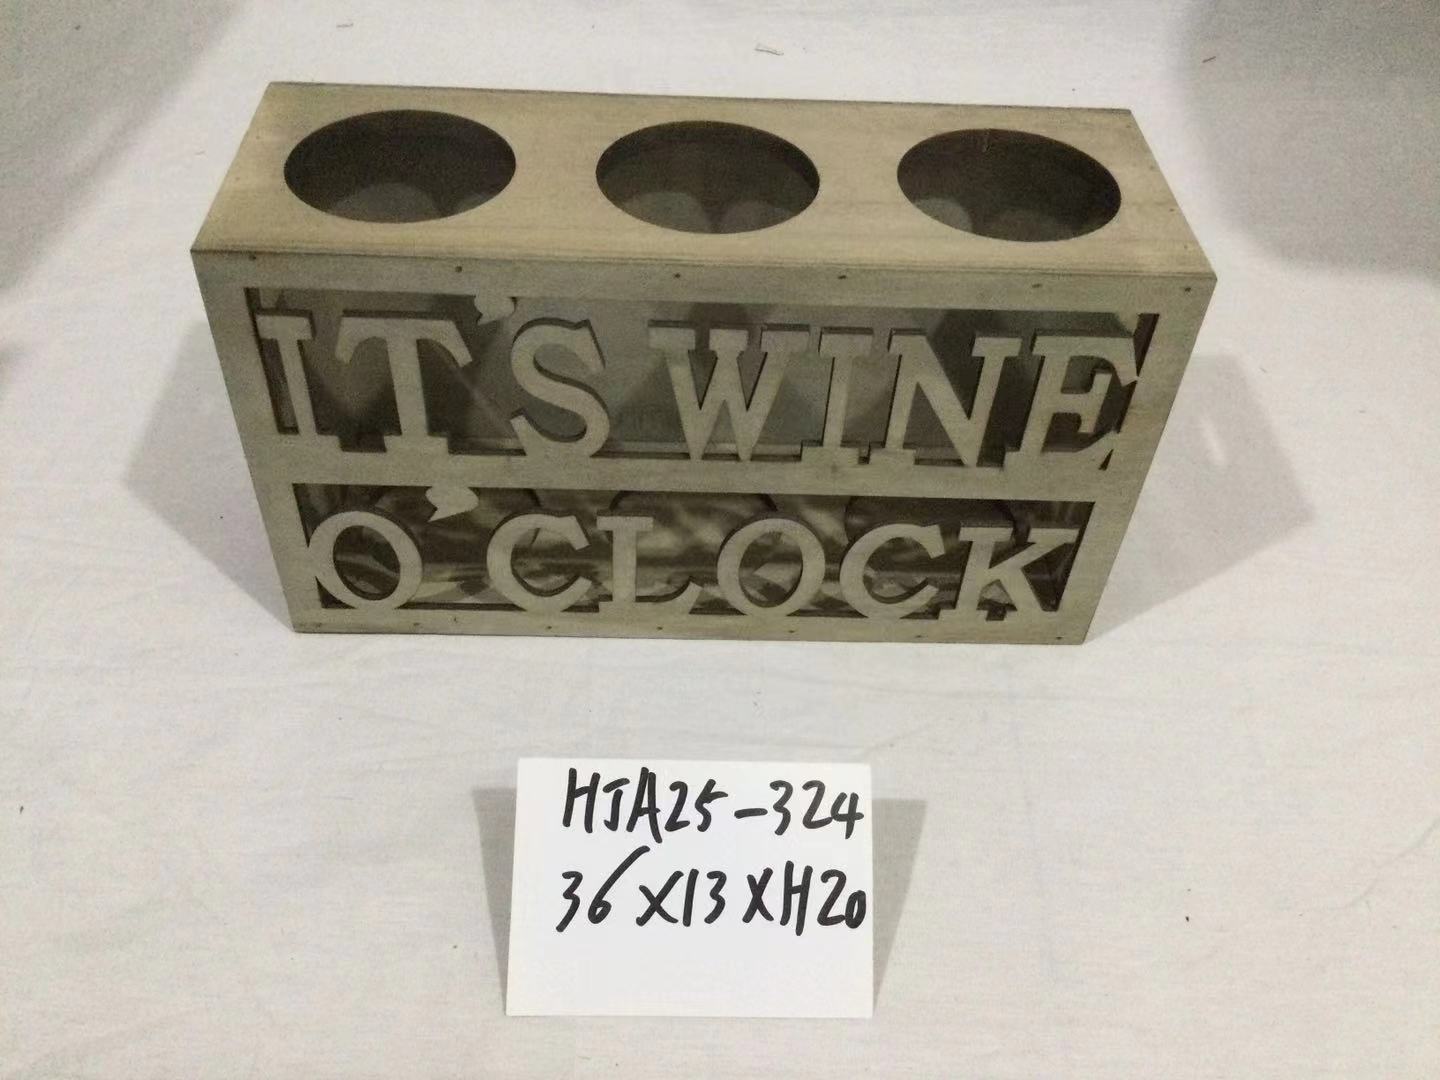 IT'S WINE
O'CLOCK
HJA25-324
36X13XH20